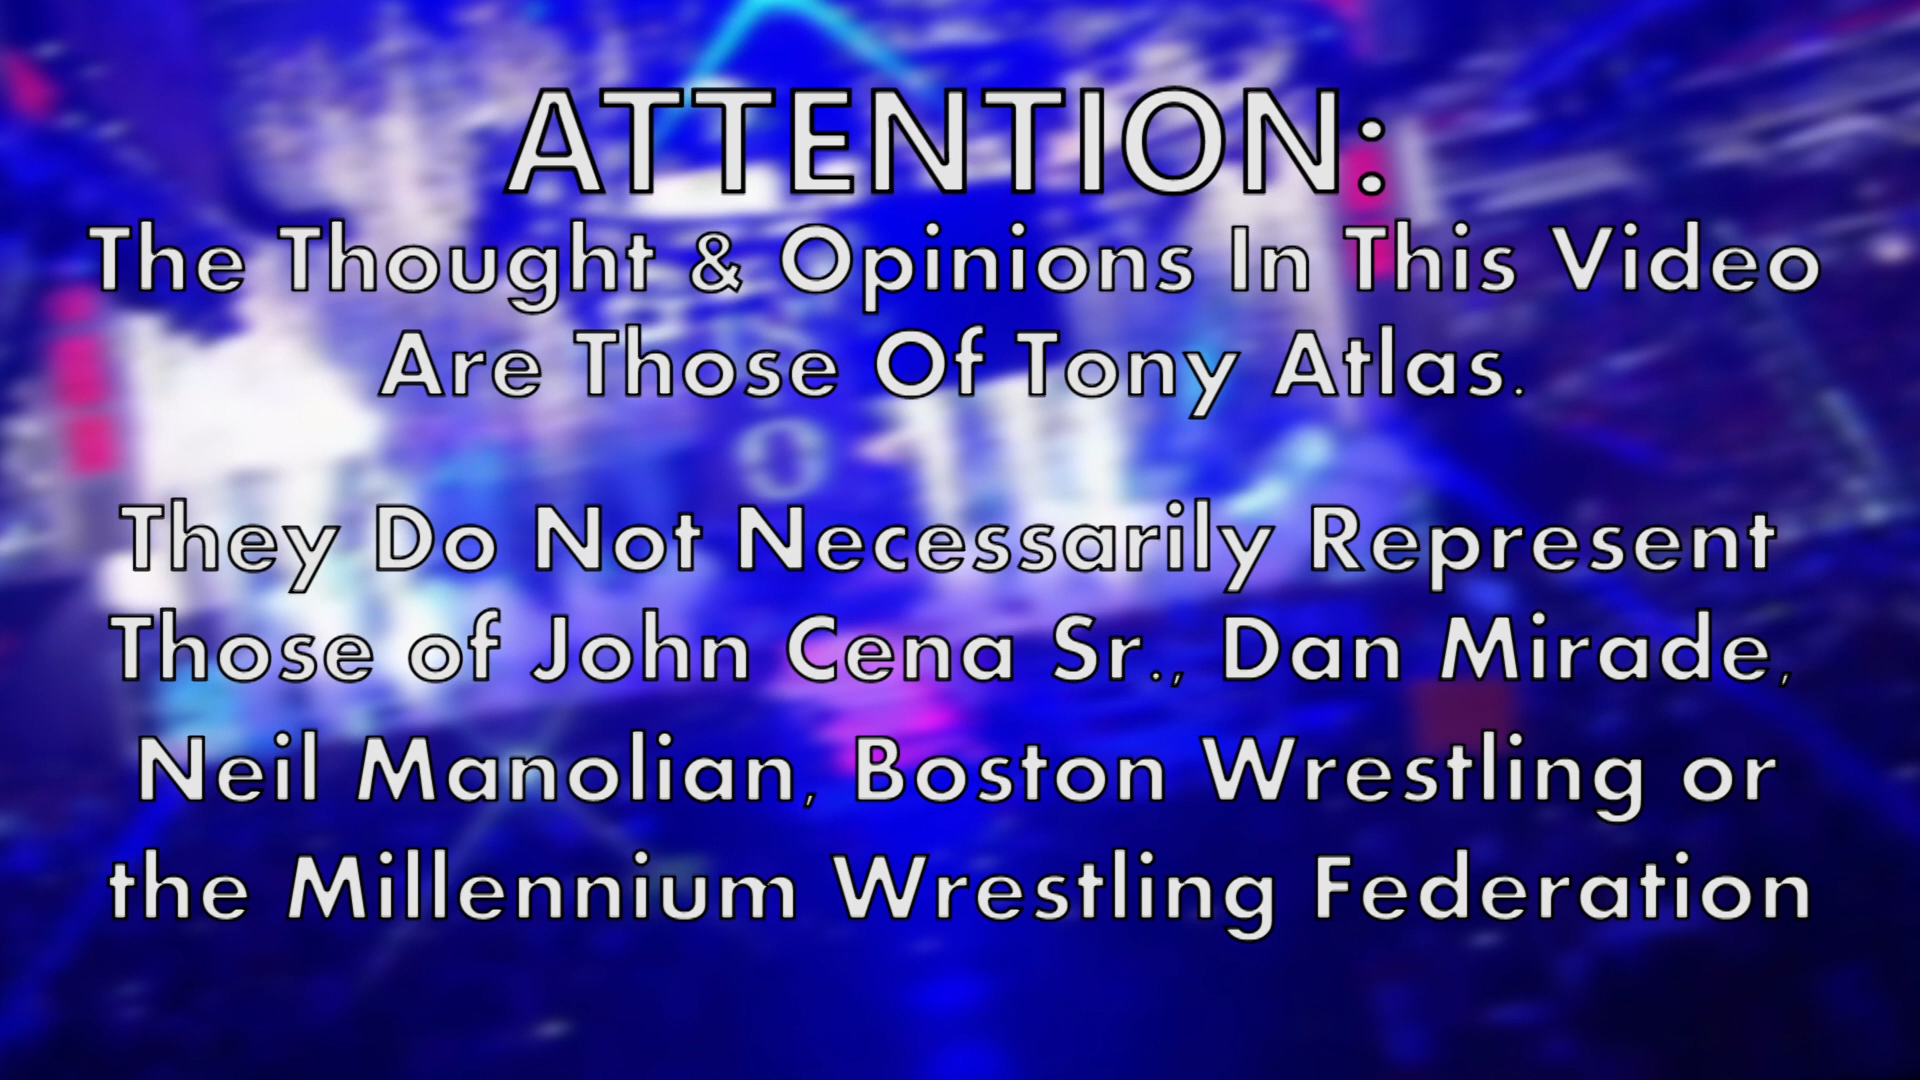 ATTENTION:
The Thought & Opinions In This Video
Are Those Of Tony Atlas.
They Do Not Necessarily Represent
Those of John Cena Sr., Dan Mirade,
Neil Manolian, Boston Wrestling or
the Millennium Wrestling Federation